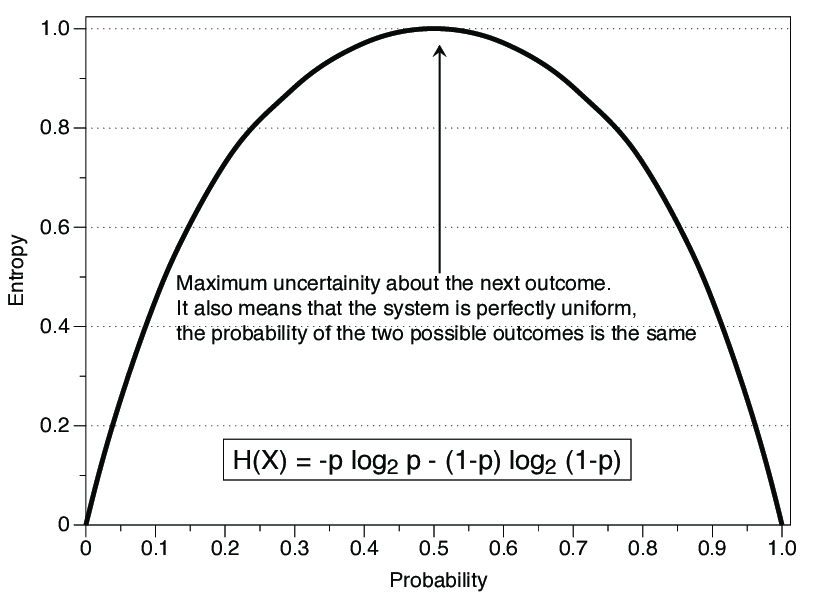 1.0
0.8
0.6
0.4
0.2
0
Entropy
Maximum uncertainity about the next outcome.
It also means that the system is perfectly uniform,
the probability of the two possible outcomes is the same
H(X) = -p log₂ p - (1-p) log₂ (1-p)
0 0.1 0.2 0.3 0.4 0.5 0.6 0.7 0.8 0.9 1.0
Probability